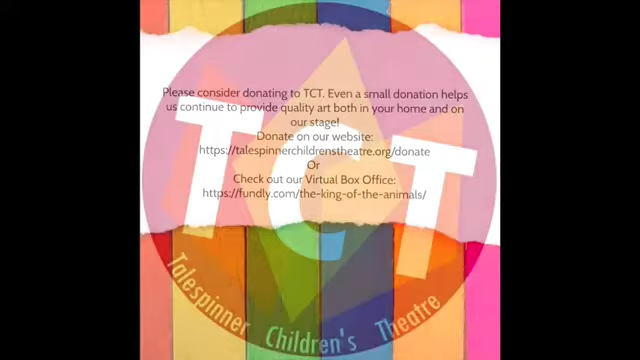 Please consider donating to TCT. Even a small donation helps
us continue to provide quality art both in your home and on
our stage!
Donate on our website:
https://talespinnerchildrenstheatre.org/donate
Or
Check out our Virtual Box Office:
https://fundly.com/the-king-of-the-animals/
TCT
Talespinner Children's Theatre